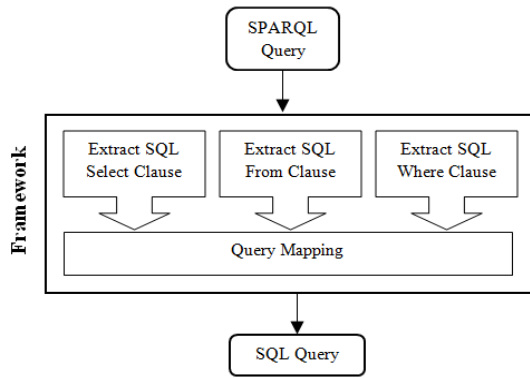 SPARQL
Query
Framework
Extract SQL
Select Clause
Extract SQL
From Clause
Extract SQL
Where Clause
Query Mapping
SQL Query